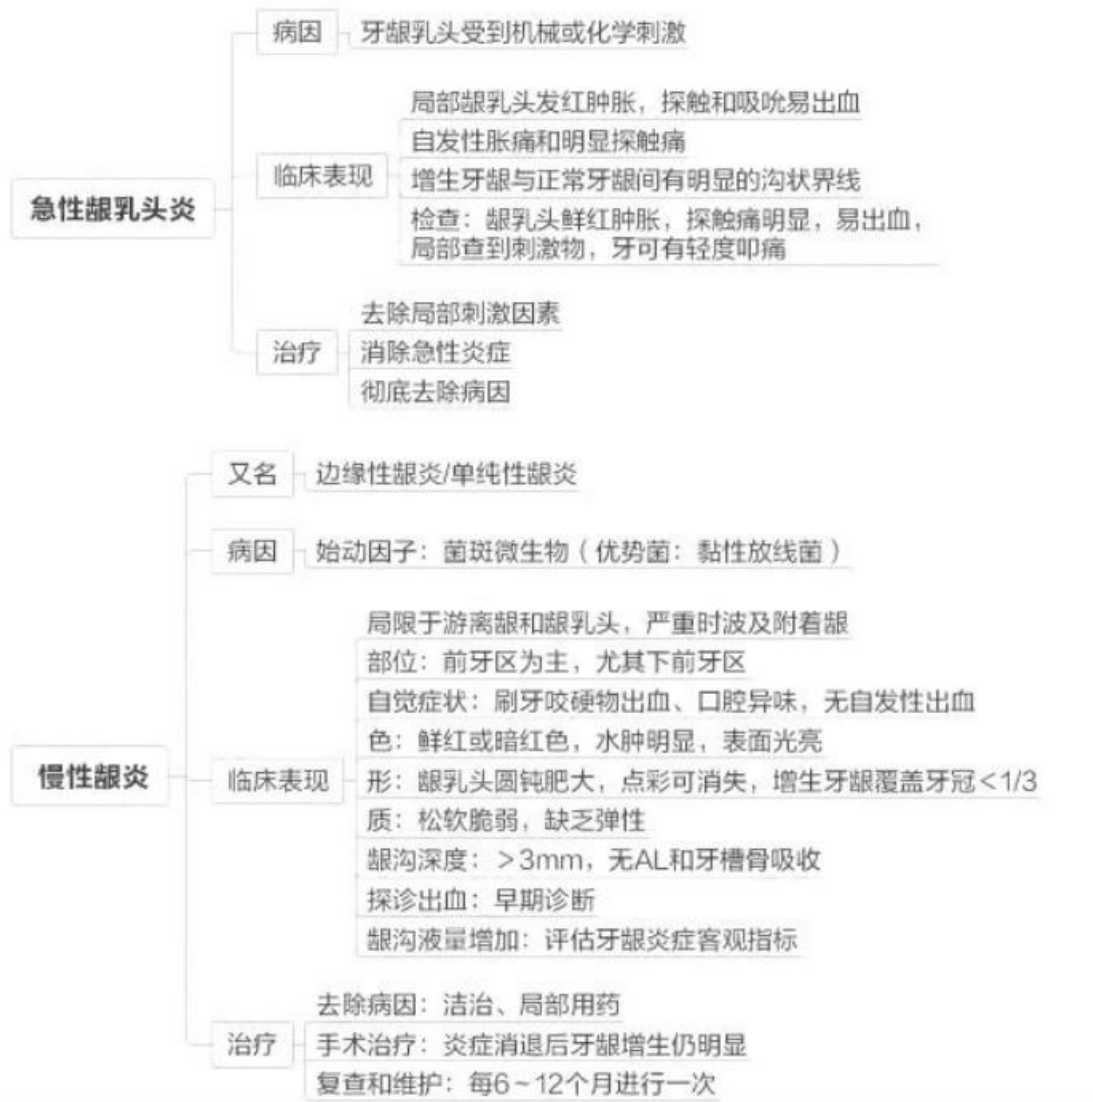 急性龈乳头炎
病因
牙龈乳头受到机械或化学刺激
临床表现
局部龈乳头发红肿胀，探触和吸吮易出血
自发性胀痛和明显探触痛
增生牙龈与正常牙龈间有明显的沟状界线
检查：龈乳头鲜红肿胀，探触痛明显，易出血，
局部查到刺激物，牙可有轻度叩痛
治疗
去除局部刺激因素
消除急性炎症
彻底去除病因
慢性龈炎
又名
边缘性龈炎/单纯性龈炎
病因
始动因子：菌斑微生物（优势菌：黏性放线菌）
临床表现
局限于游离龈和龈乳头，严重时波及附着龈
部位：前牙区为主，尤其下前牙区
自觉症状：刷牙咬硬物出血、口腔异味，无自发性出血
色：鲜红或暗红色，水肿明显，表面光亮
形：龈乳头圆钝肥大，点彩可消失，增生牙龈覆盖牙冠＜1/3
质：松软脆弱，缺乏弹性
龈沟深度：＞3mm，无AL和牙槽骨吸收
探诊出血：早期诊断
龈沟液量增加：评估牙龈炎症客观指标
治疗
去除病因：洁治、局部用药
手术治疗：炎症消退后牙龈增生仍明显
复查和维护：每6~12个月进行一次